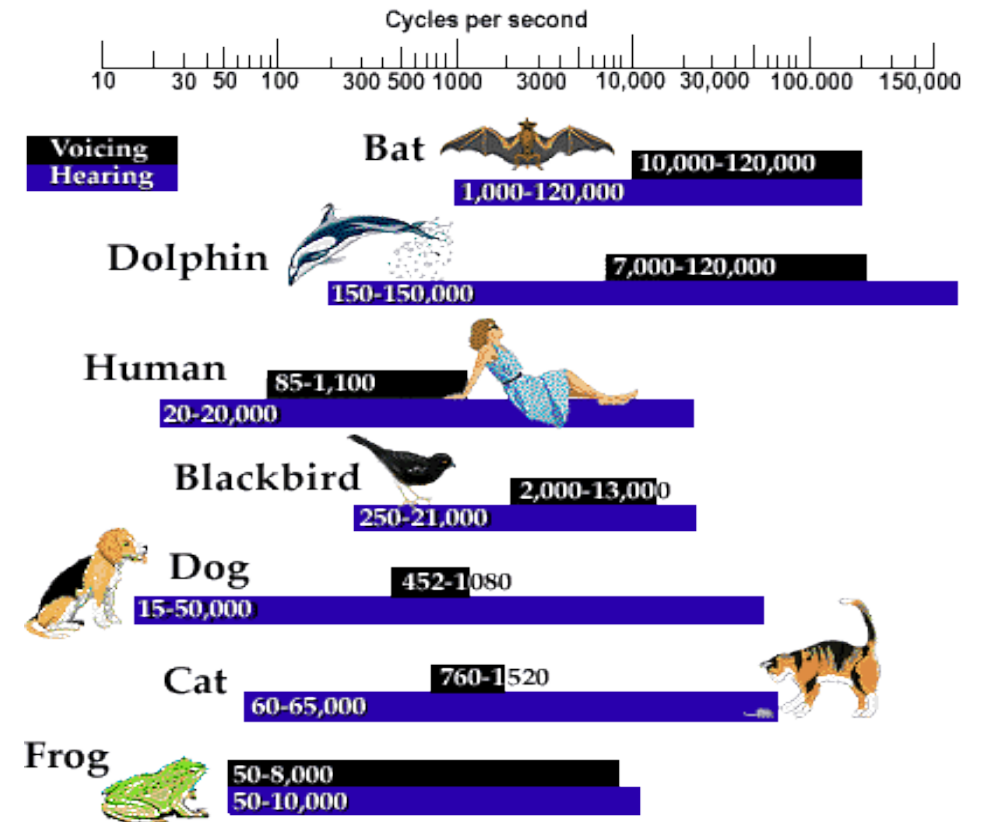 Cycles per second
10 30 50 100 300 500 1000 3000 10,000 30,000 100.000 150,000
Voicing
Hearing
Bat
10,000-120,000
1,000-120,000
Dolphin
7,000-120,000
150-150,000
Human
85-1,100
20-20,000
Blackbird
2,000-13,000
250-21,000
Dog
452-1080
15-50,000
Cat
760-1520
60-65,000
Frog
50-8,000
50-10,000